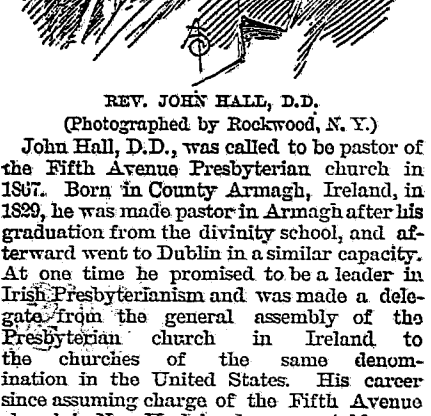 REV. JOHN HALL, D.D.
(Photographed by Rockwood, N. Y.)
John Hall, D.D., was called to be pastor of
the Fifth Avenue Presbyterian church in
1867. Born in County Armagh, Ireland, in
1829, he was made pastor in Armagh after his
graduation from the divinity school, and af-
terward went to Dublin in a similar capacity.
At one time he promised to be a leader in
Irish Presbyterianism and was made a dele-
gate from the general assembly of the
Presbyterian church in Ireland to
the churches of the same denom-
ination in the United States. His career
since assuming charge of the Fifth Avenue